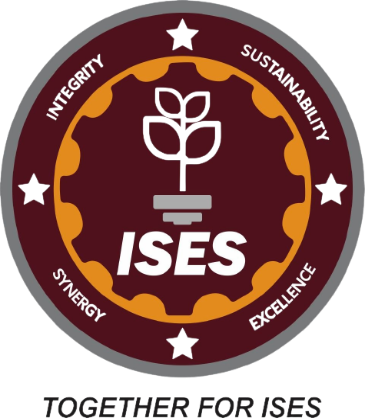 INTEGRITY
SUSTAINABILITY
ISES
SYNERGY
EXCELLENCE
TOGETHER FOR ISES